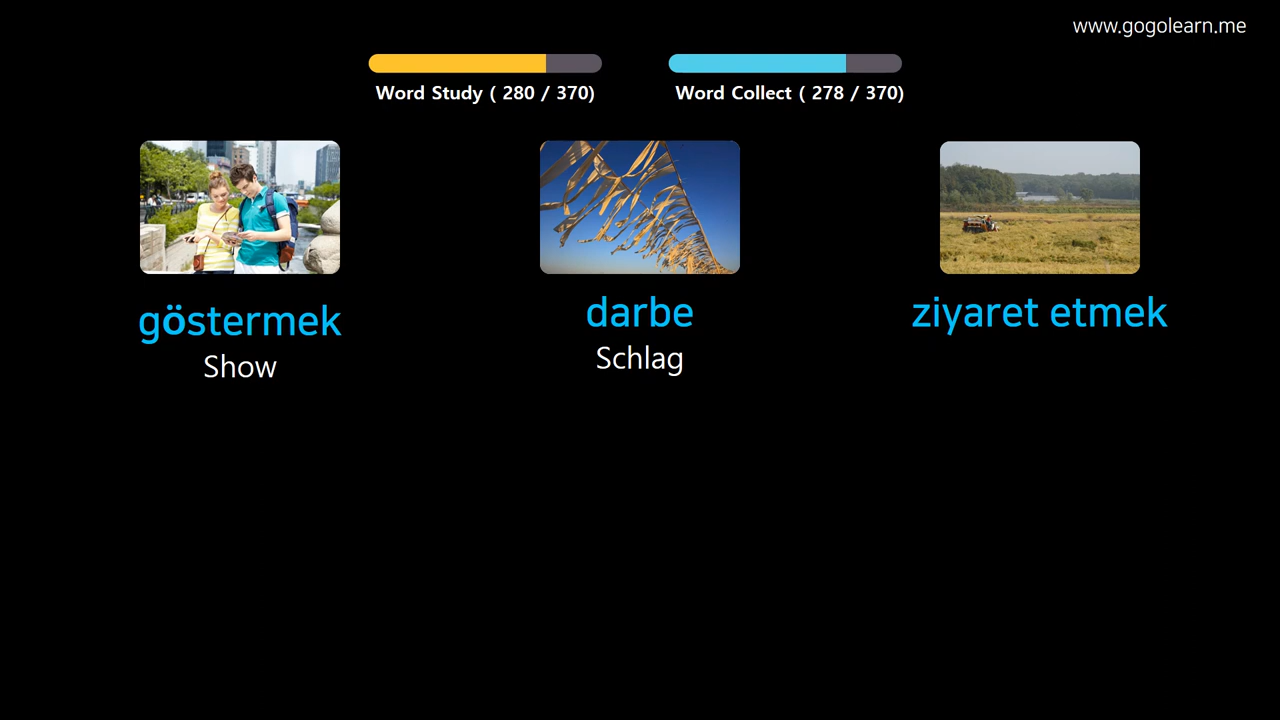 www.gogolearn.me
Word Study ( 280 / 370)
Word Collect ( 278 / 370)
göstermek
Show
darbe
Schlag
ziyaret etmek